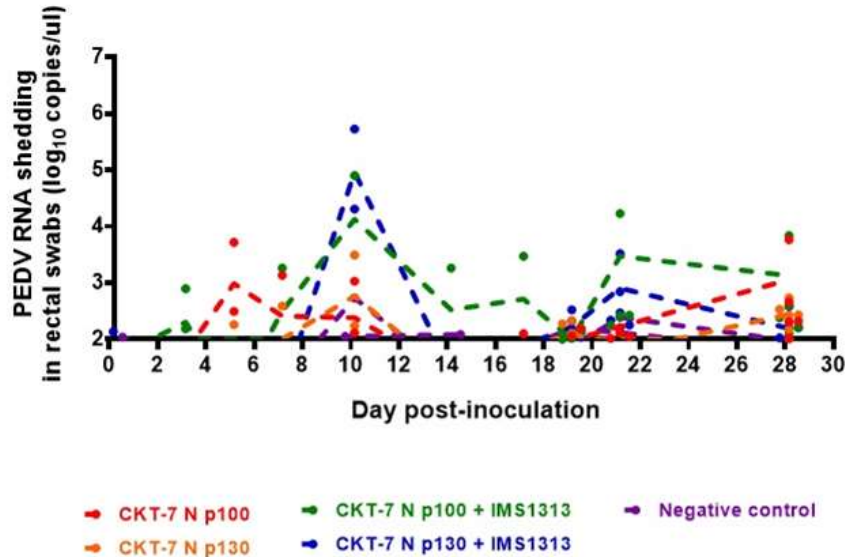 PEDV RNA shedding
in rectal swabs (log10 copies/ul)
7
6
5
4
3
2
0 2 4 6 8 10 12 14 16 18 20 22 24 26 28 30
Day post-inoculation
CKT-7 N p100
CKT-7 N p100 + IMS1313
Negative control
CKT-7 N p130
CKT-7 N p130 + IMS1313